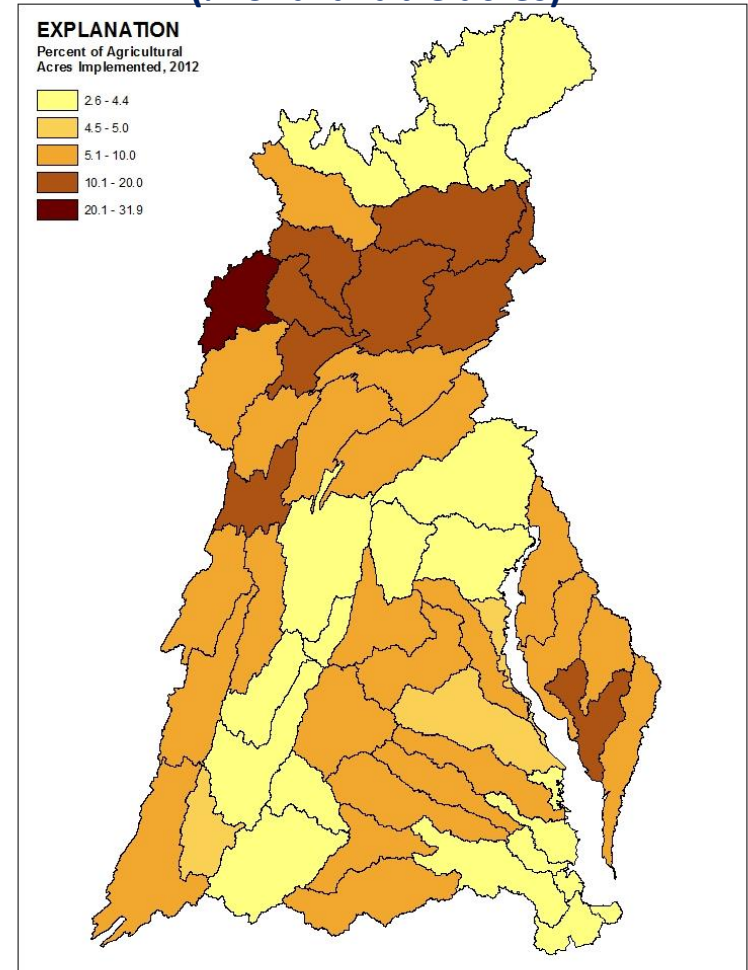 EXPLANATION
Percent of Agricultural
Acres Implemented, 2012
2.6 - 4.4
4.5 - 5.0
5.1 - 10.0
10.1 - 20.0
20.1 - 31.9